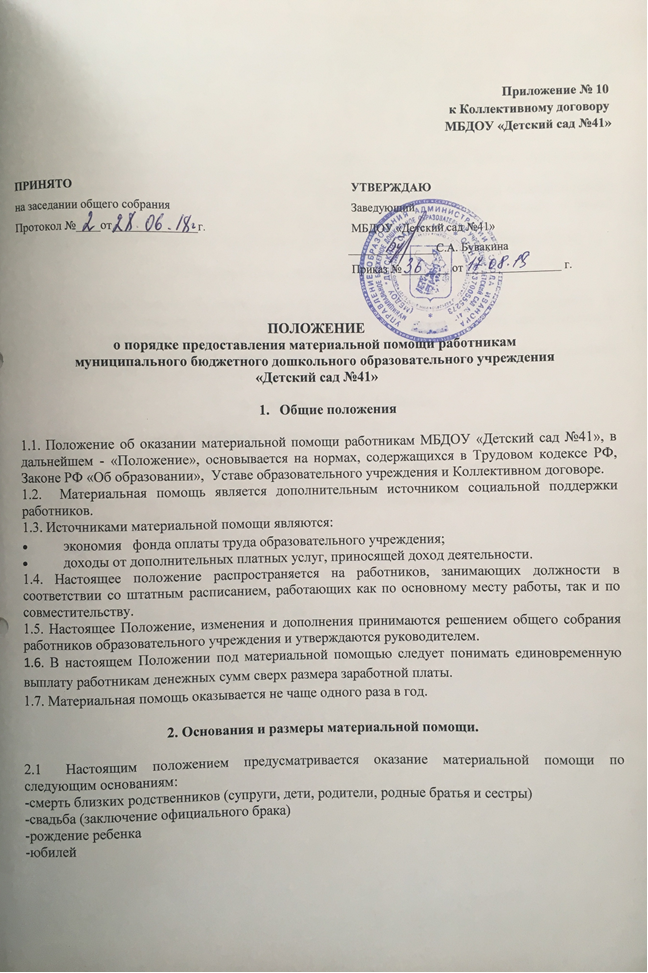 Приложение № 10
к Коллективному договору
МБДОУ «Детский сад №41»
ПРИНЯТО
на заседании общего собрания
Протокол № 2 от 28.06.18 г.
УТВЕРЖДАЮ
Заведующий
МБДОУ «Детский сад №41»
С.А. Бувакина
Приказ № 36 от 17.08.19 г.
ПОЛОЖЕНИЕ
о порядке предоставления материальной помощи работникам
муниципального бюджетного дошкольного образовательного учреждения
«Детский сад №41»
1. Общие положения
1.1. Положение об оказании материальной помощи работникам МБДОУ «Детский сад №41», в
дальнейшем - «Положение», основывается на нормах, содержащихся в Трудовом кодексе РФ,
Законе РФ «Об образовании», Уставе образовательного учреждения и Коллективном договоре.
1.2. Материальная помощь является дополнительным источником социальной поддержки
работников.
1.3. Источниками материальной помощи являются:
• экономия фонда оплаты труда образовательного учреждения;
• доходы от дополнительных платных услуг, приносящей доход деятельности.
1.4. Настоящее положение распространяется на работников, занимающих должности в
соответствии со штатным расписанием, работающих как по основному месту работы, так и по
совместительству.
1.5. Настоящее Положение, изменения и дополнения принимаются решением общего собрания
работников образовательного учреждения и утверждаются руководителем.
1.6. В настоящем Положении под материальной помощью следует понимать единовременную
выплату работникам денежных сумм сверх размера заработной платы.
1.7. Материальная помощь оказывается не чаще одного раза в год.
2. Основания и размеры материальной помощи.
2.1 Настоящим положением предусматривается оказание материальной помощи по
следующим основаниям:
-смерть близких родственников (супруги, дети, родители, родные братья и сестры)
-свадьба (заключение официального брака)
-рождение ребенка
-юбилей